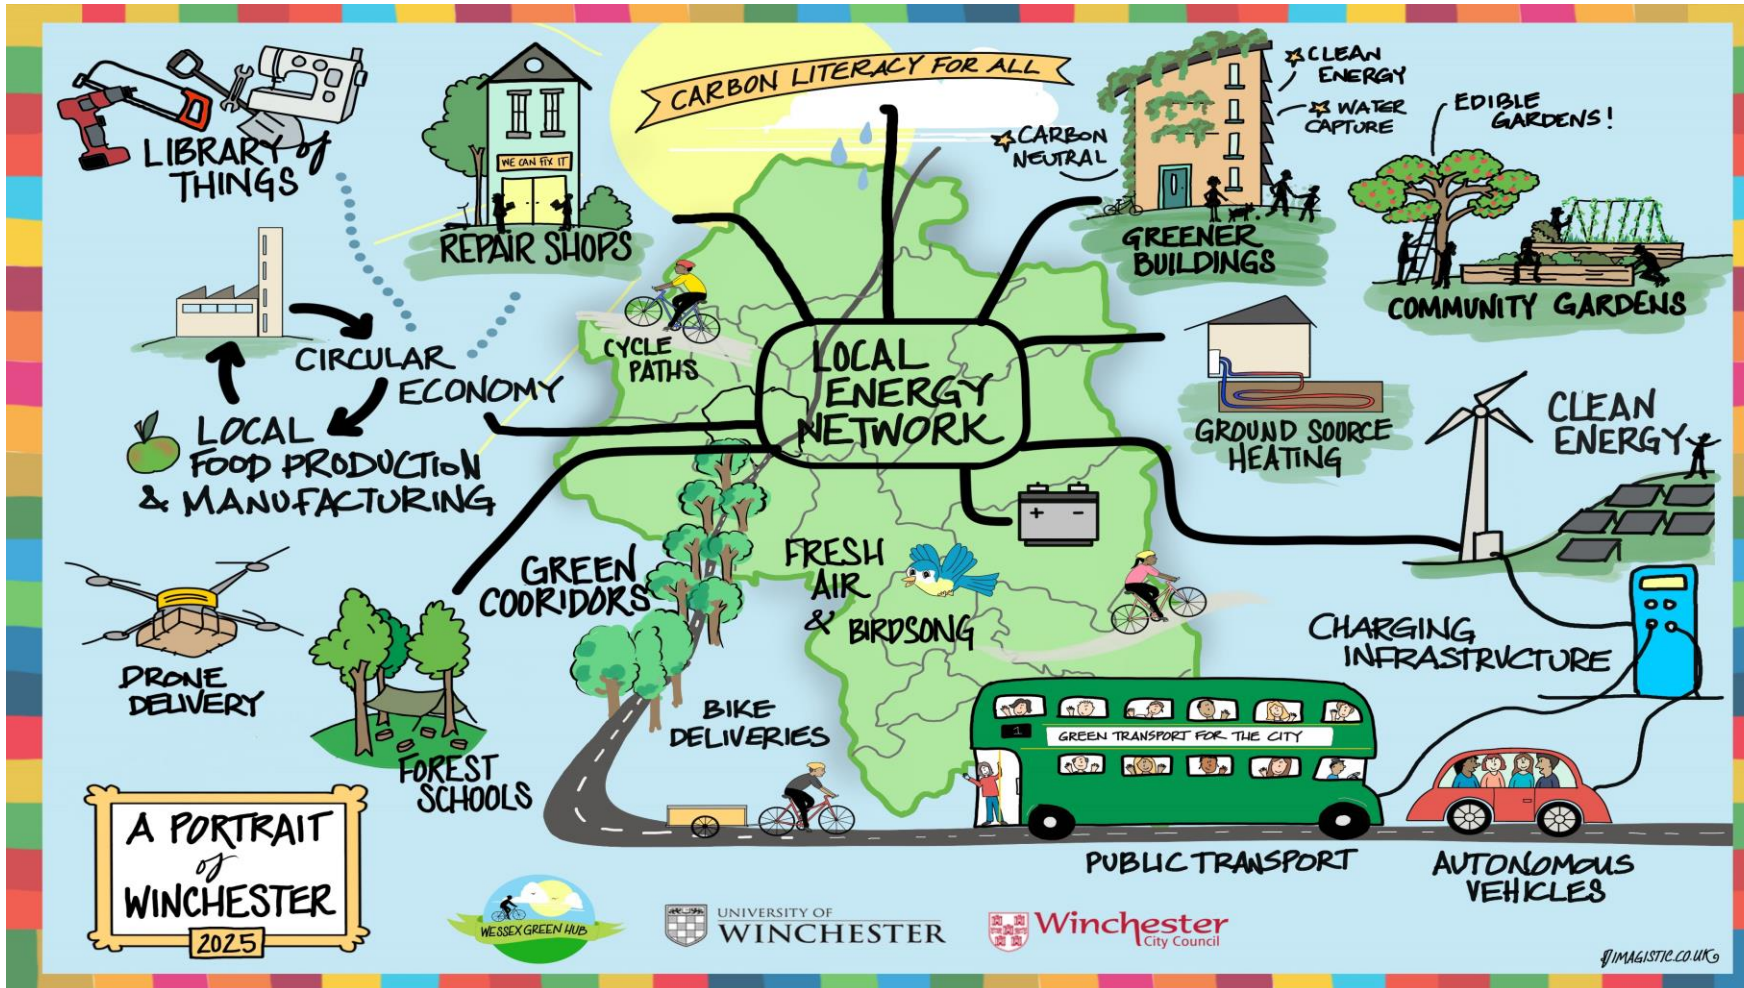 CARBON LITERACY FOR ALL
LIBRARY of
THINGS
WE CAN FIX IT
REPAIR SHOPS
CARBON
NEUTRAL
CLEAN
ENERGY
WATER
CAPTURE
GREENER
BUILDINGS
EDIBLE
GARDENS!
COMMUNITY GARDENS
CIRCULAR
ECONOMY
LOCAL
FOOD PRODUCTION
& MANUFACTURING
CYCLE
PATHS
LOCAL
ENERGY
NETWORK
GROUND SOURCE
HEATING
CLEAN
ENERGY
+ -
DRONE
DELIVERY
FOREST
SCHOOLS
GREEN
COORIDORS
FRESH
AIR
& BIRDSONG
CHARGING
INFRASTRUCTURE
BIKE
DELIVERIES
1
GREEN TRANSPORT FOR THE CITY
PUBLIC TRANSPORT
AUTONOMOUS
VEHICLES
A PORTRAIT
of
WINCHESTER
2025
WESSEX GREEN HUB
UNIVERSITY OF
WINCHESTER
Winchester
City Council
IMAGISTIC.CO.UK